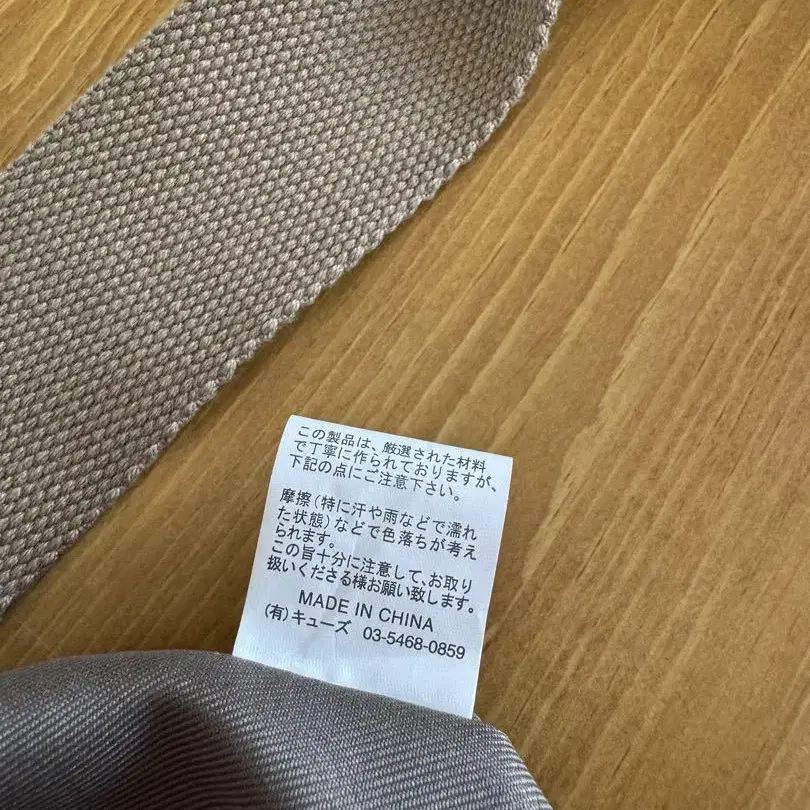 この製品は、厳選された材料
で丁寧に作られておりますが、
下記の点にご注意下さい。
摩擦(特に汗や雨などで濡れ
た状態)などで色落ちが考え
られます。
この旨十分に注意して、お取り
扱いくださる様お願い致します。
MADE IN CHINA
(有)キューズ 03-5468-0859